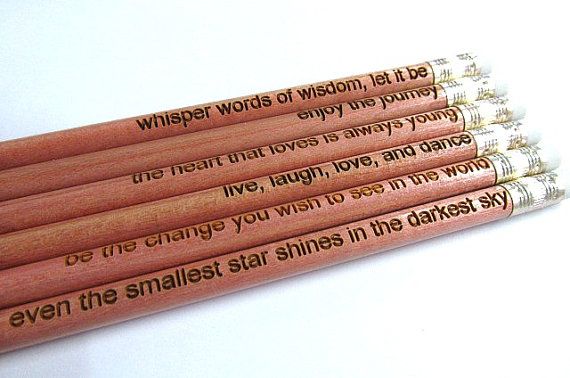 whisper words of wisdom, let it be
enjoy the journey
the heart that loves is always young
live, laugh, love, and dance
be the change you wish to see in the world
even the smallest star shines in the darkest sky